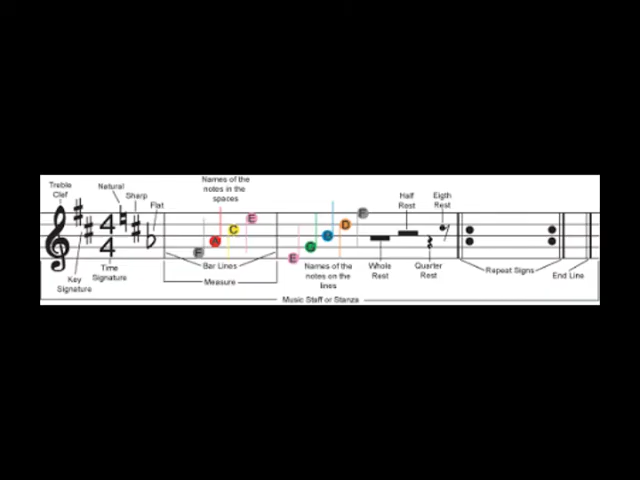 Treble
Clef
Natural
Sharp
Flat
Names of the
notes in the
spaces
Half
Rest
Eigth
Rest
4
4
F
A
C
E
E
G
B
D
F
Key
Signature
Time
Signature
Bar Lines
Measure
Names of the
notes on the
lines
Whole
Rest
Quarter
Rest
Repeat Signs
End Line
Music Staff or Stanza